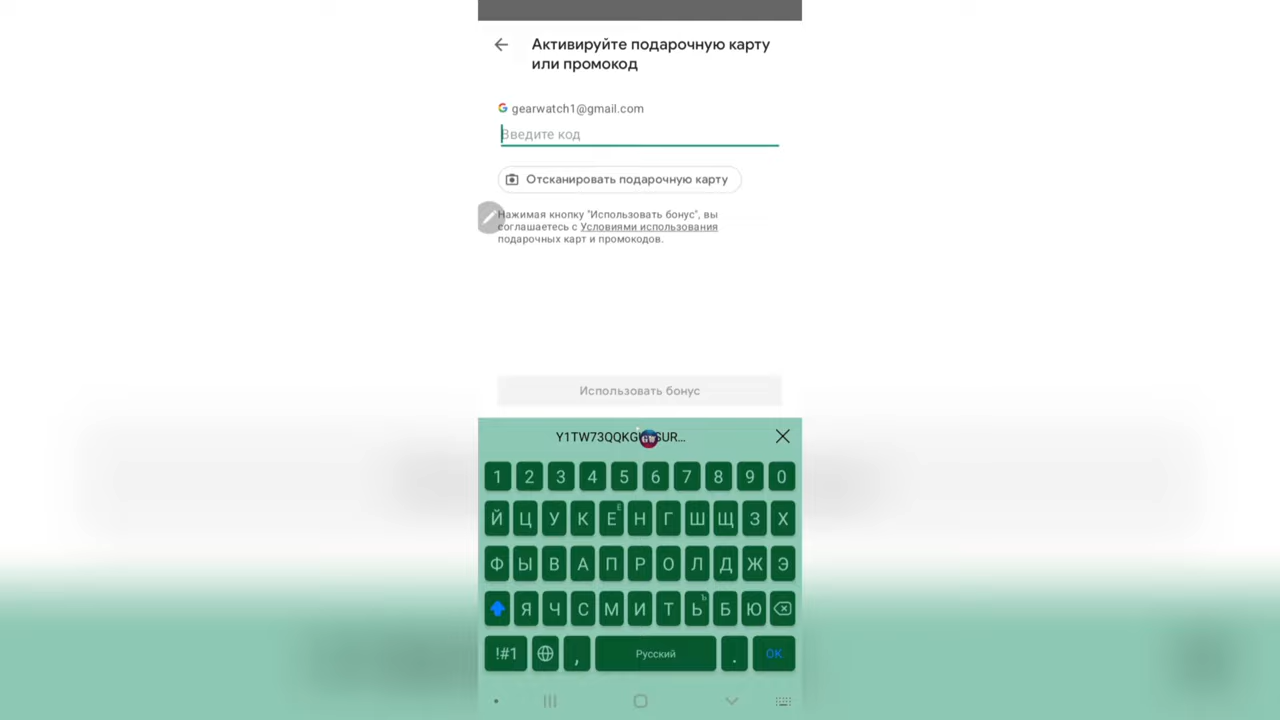 Активируйте подарочную карту
или промокод
gearwatch1@gmail.com
Введите код
Отсканировать подарочную карту
Нажимая кнопку "Использовать бонус", вы
соглашаетесь с Условиями использования
подарочных карт и промокодов.
Использовать бонус
1 2 3 4 5 6 7 8 9 0
Й Ц У К Е Ё Н Г Ш Щ З Х
Ф Ы В А П Р О Л Д Ж Э
Я Ч С М И Т Ь Ъ Б Ю
!#1 , Русский . OK